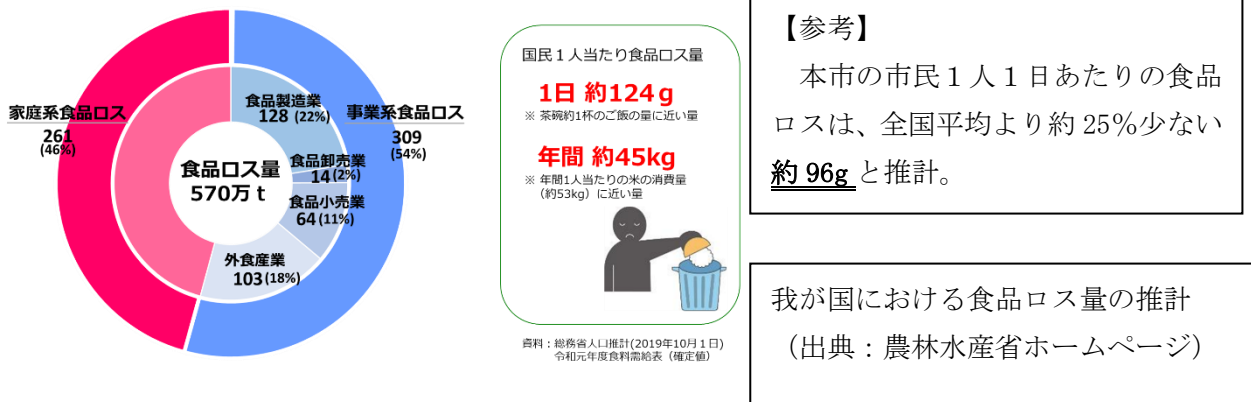 家庭系食品ロス
261
(46%)
食品ロス量
570万ｔ
食品製造業
128 (22%)
食品卸売業
14(2%)
食品小売業
64(11%)
外食産業
103(18%)
事業系食品ロス
309
(54%)
国民１人当たり食品ロス量
1日 約124ｇ
※ 茶碗約1杯のご飯の量に近い量
年間 約45kg
※ 年間1人当たりの米の消費量
（約53kg）に近い量
資料：総務省人口推計(2019年10月１日)
令和元年度食料需給表（確定値）
【参考】
本市の市民１人１日あたりの食品
ロスは、全国平均より約 25％少ない
約 96g と推計。
我が国における食品ロス量の推計
（出典：農林水産省ホームページ）